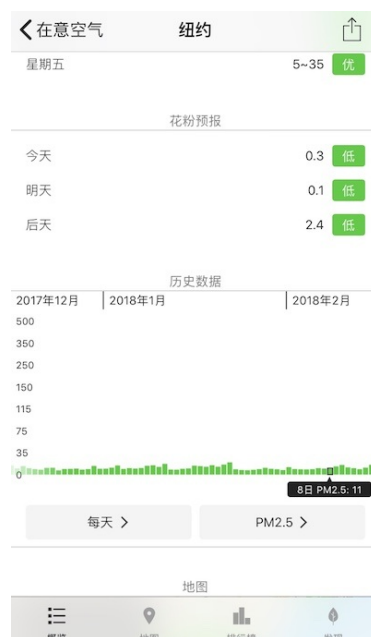 在意空气 纽约
星期五 5~35 优
花粉预报
今天 0.3 低
明天 0.1 低
后天 2.4 低
历史数据
2017年12月 2018年1月 2018年2月
500
350
250
150
115
75
35
0
8日 PM2.5: 11
每天 PM2.5
地图